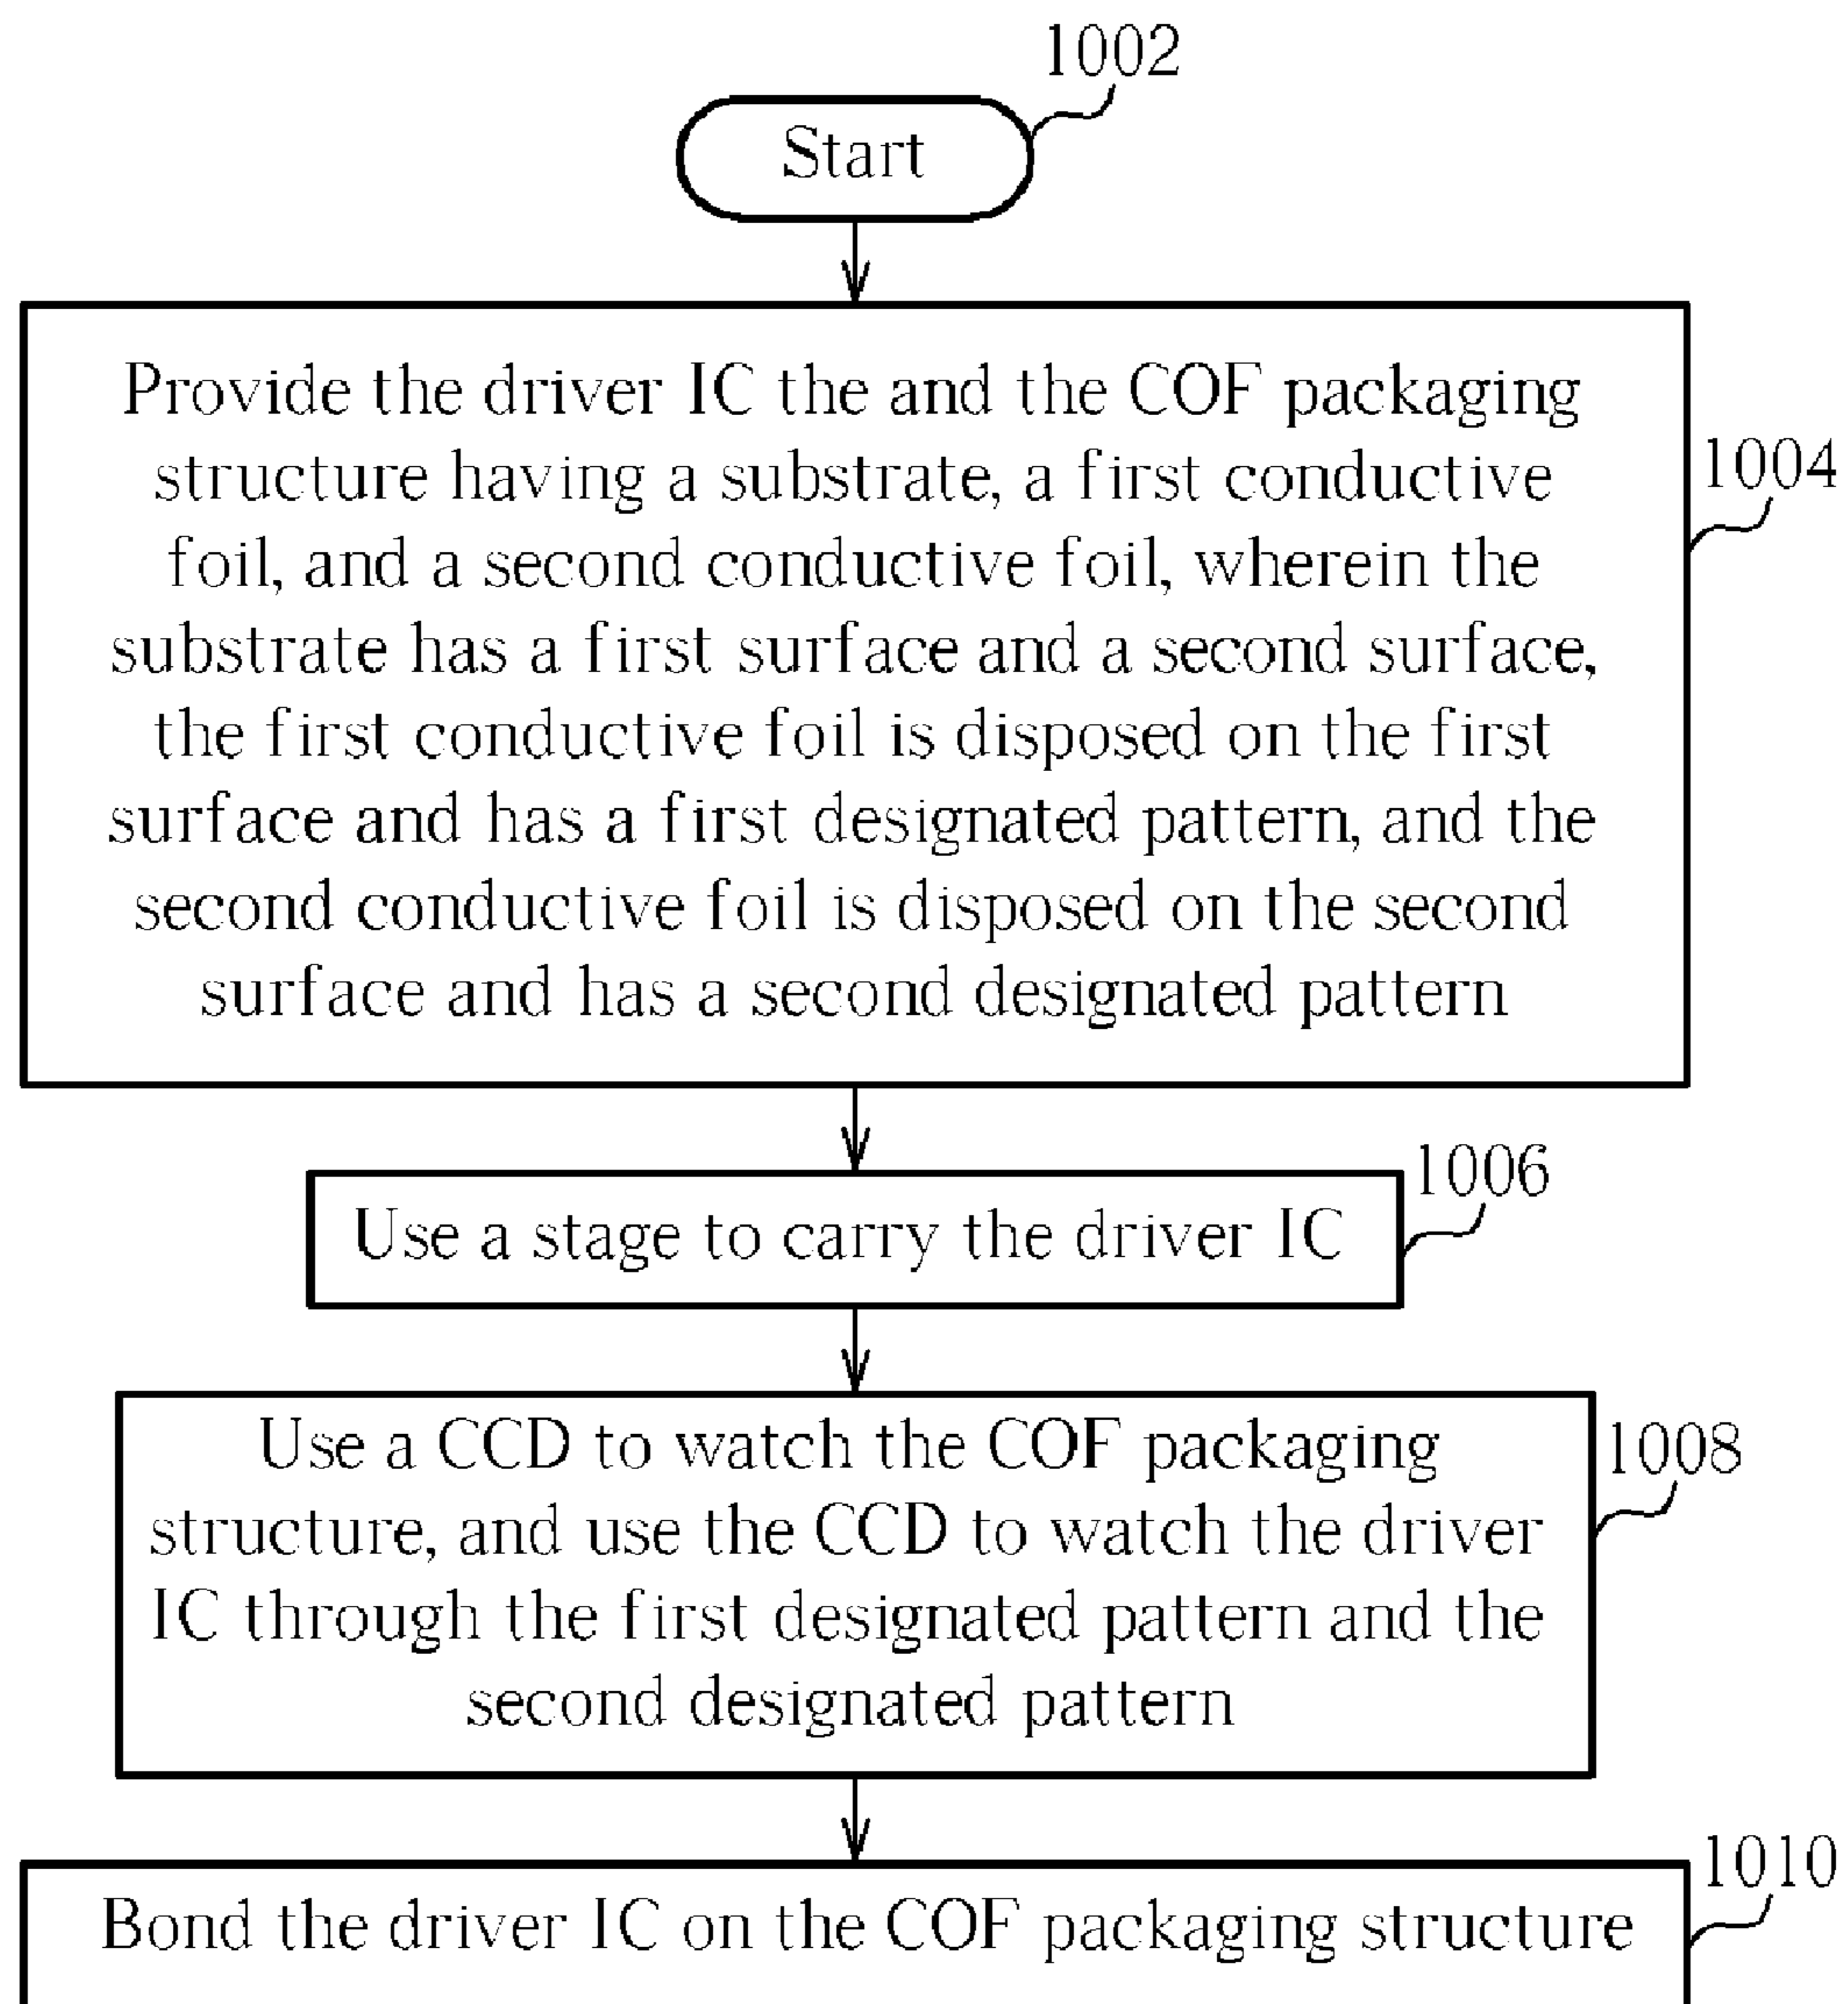 1002
Start
Provide the driver IC the and the COF packaging
structure having a substrate, a first conductive
foil, and a second conductive foil, wherein the
substrate has a first surface and a second surface,
the first conductive foil is disposed on the first
surface and has a first designated pattern, and the
second conductive foil is disposed on the second
surface and has a second designated pattern
1004
1006
Use a stage to carry the driver IC
Use a CCD to watch the COF packaging
structure, and use the CCD to watch the driver
IC through the first designated pattern and the
second designated pattern
1008
1010
Bond the driver IC on the COF packaging structure